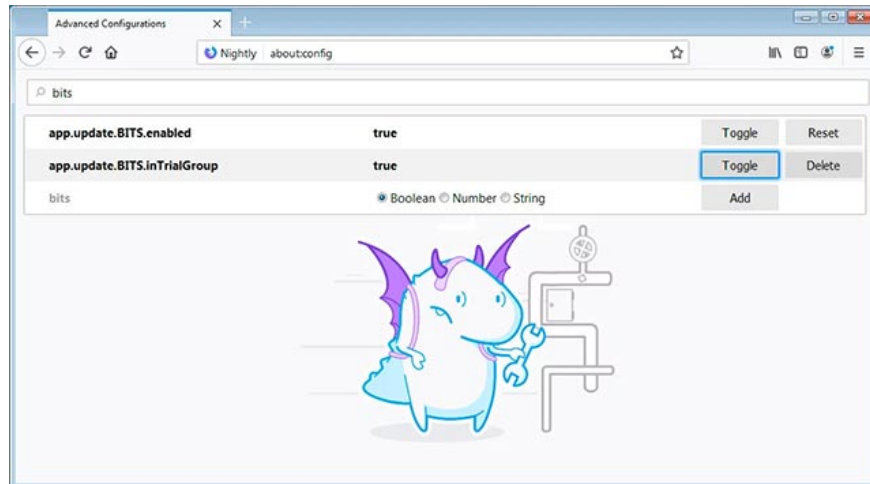 Advanced Configurations
Nightly about:config
bits
app.update.BITS.enabled true Toggle Reset
app.update.BITS.inTrialGroup true Toggle Delete
bits Boolean Number String Add